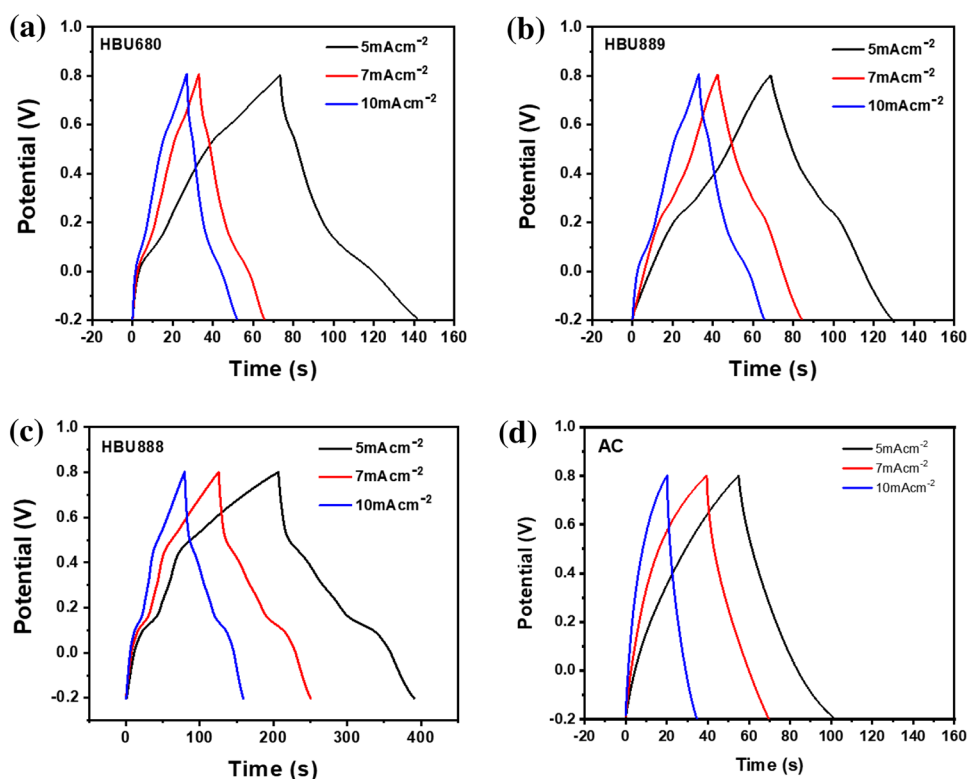 (a)
HBU680
5mAcm⁻²
7mAcm⁻²
10mAcm⁻²
Potential (V)
1.0
0.8
0.6
0.4
0.2
0.0
-0.2
-20 0 20 40 60 80 100 120 140 160
Time (s)
(b)
HBU889
5mAcm⁻²
7mAcm⁻²
10mAcm⁻²
Potential (V)
1.0
0.8
0.6
0.4
0.2
0.0
-0.2
-20 0 20 40 60 80 100 120 140 160
Time (s)
(c)
HBU888
5mAcm⁻²
7mAcm⁻²
10mAcm⁻²
Potential (V)
1.0
0.8
0.6
0.4
0.2
0.0
-0.2
0 100 200 300 400
Time (s)
(d)
AC
5mAcm⁻²
7mAcm⁻²
10mAcm⁻²
Potential (V)
1.0
0.8
0.6
0.4
0.2
0.0
-0.2
-20 0 20 40 60 80 100 120 140 160
Time (s)